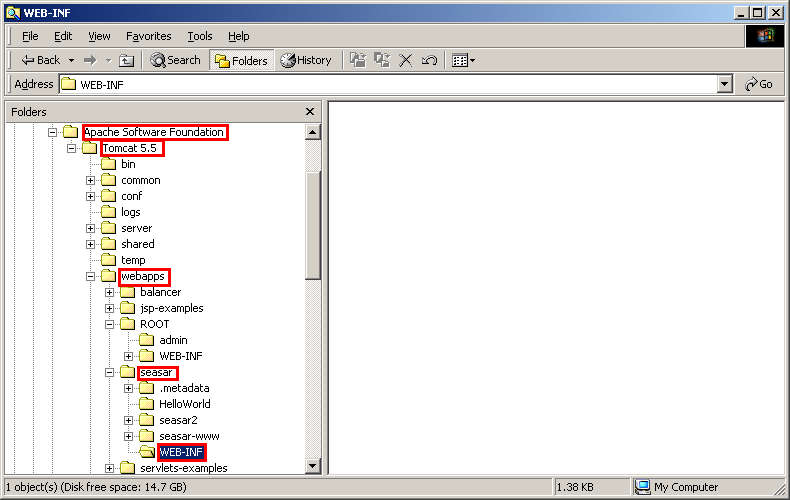 WEB-INF
File Edit View Favorites Tools Help
Back Search Folders History
Address WEB-INF Go
Folders
Apache Software Foundation
Tomcat 5.5
bin
common
conf
logs
server
shared
temp
webapps
balancer
jsp-examples
ROOT
admin
WEB-INF
seasar
.metadata
HelloWorld
seasar2
seasar-www
WEB-INF
servlets-examples
1 object(s) (Disk free space: 14.7 GB) 1.38 KB My Computer